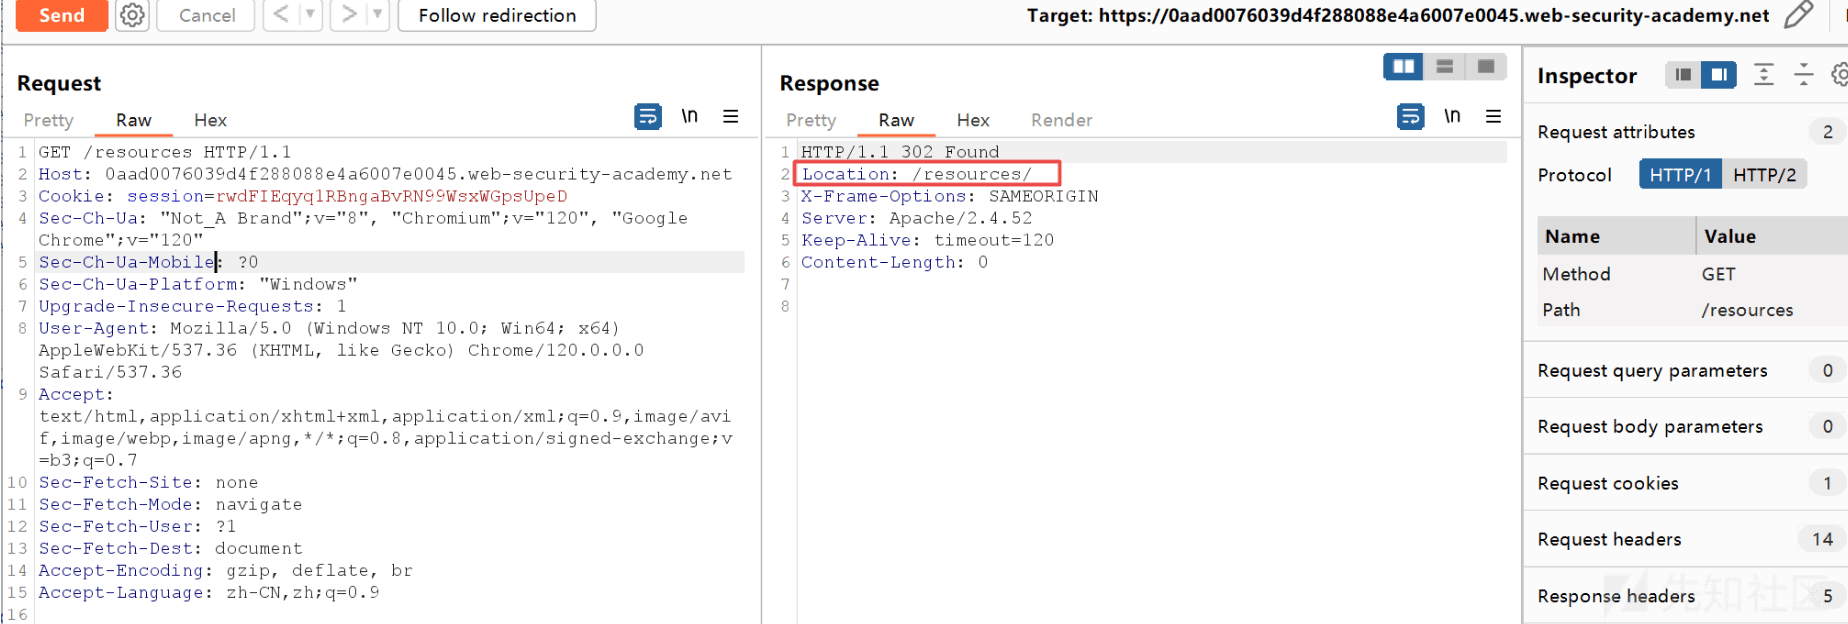 Send Cancel < > Follow redirection Target: https://0aad0076039d4f288088e4a6007e0045.web-security-academy.net
Request
Pretty Raw Hex \n
1 GET /resources HTTP/1.1
2 Host: 0aad0076039d4f288088e4a6007e0045.web-security-academy.net
3 Cookie: session=rwdFIEqyq1RBngaBvRN99WsxWGpsUpeD
4 Sec-Ch-Ua: "Not_A Brand";v="8", "Chromium";v="120", "Google
Chrome";v="120"
5 Sec-Ch-Ua-Mobile: ?0
6 Sec-Ch-Ua-Platform: "Windows"
7 Upgrade-Insecure-Requests: 1
8 User-Agent: Mozilla/5.0 (Windows NT 10.0; Win64; x64)
AppleWebKit/537.36 (KHTML, like Gecko) Chrome/120.0.0.0
Safari/537.36
9 Accept:
text/html,application/xhtml+xml,application/xml;q=0.9,image/avi
f,image/webp,image/apng,*/*;q=0.8,application/signed-exchange;v
=b3;q=0.7
10 Sec-Fetch-Site: none
11 Sec-Fetch-Mode: navigate
12 Sec-Fetch-User: ?1
13 Sec-Fetch-Dest: document
14 Accept-Encoding: gzip, deflate, br
15 Accept-Language: zh-CN,zh;q=0.9
16
Response
Pretty Raw Hex Render \n
1 HTTP/1.1 302 Found
2 Location: /resources/
3 X-Frame-Options: SAMEORIGIN
4 Server: Apache/2.4.52
5 Keep-Alive: timeout=120
6 Content-Length: 0
7
8
Inspector
Request attributes 2
Protocol HTTP/1 HTTP/2
Name Value
Method GET
Path /resources
Request query parameters 0
Request body parameters 0
Request cookies 1
Request headers 14
Response headers 5
先知社区